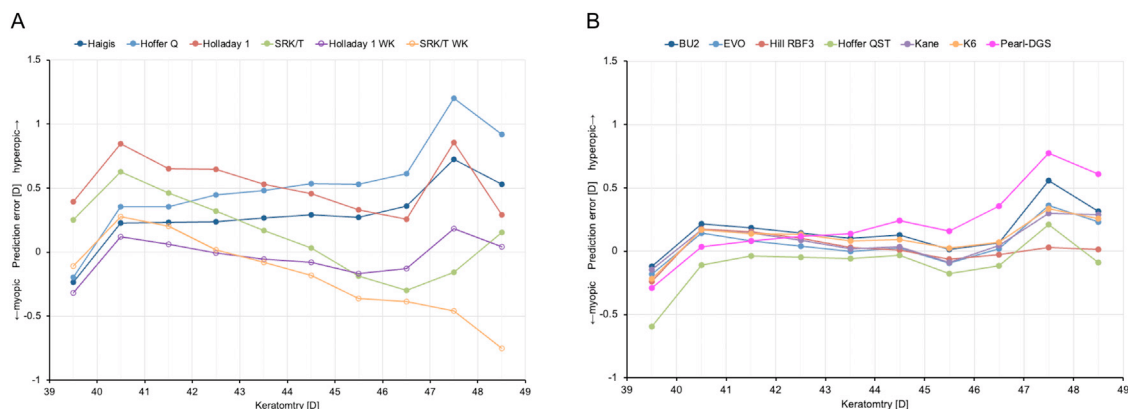 A
Haigis Hoffer Q Holladay 1 SRK/T Holladay 1 WK SRK/T WK
1.5
1
0.5
0
-0.5
-1
←myopic Prediction error [D] hyperopic→
39 40 41 42 43 44 45 46 47 48 49
Keratomtry [D]
B
BU2 EVO Hill RBF3 Hoffer QST Kane K6 Pearl-DGS
1.5
1
0.5
0
-0.5
-1
←myopic Prediction error [D] hyperopic→
39 40 41 42 43 44 45 46 47 48 49
Keratomtry [D]